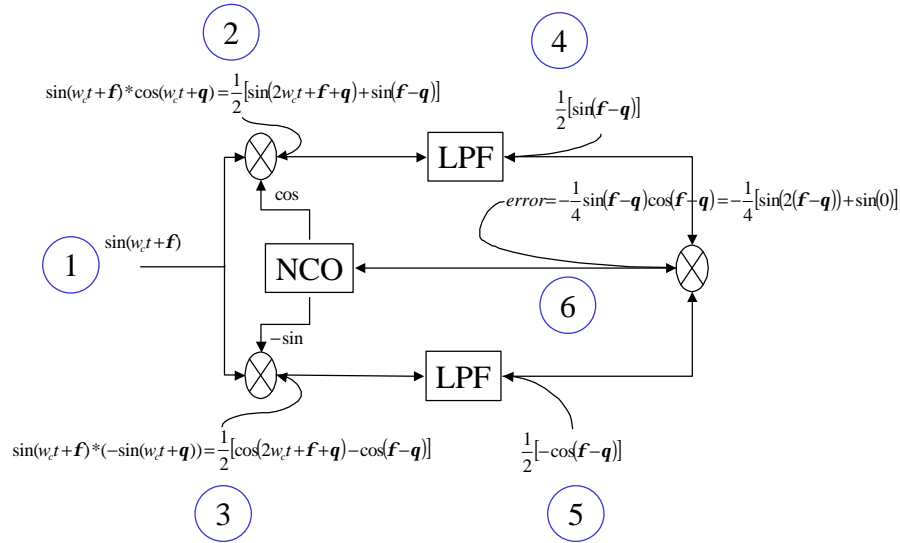 2
4
sin(w_c t+f)*cos(w_c t+q)=1/2[sin(2w_c t+f+q)+sin(f−q)]
1/2[sin(f−q)]
LPF
cos
error=−1/4 sin(f−q)cos(f−q)=−1/4[sin(2(f−q))+sin(0)]
sin(w_c t+f)
1
NCO
6
−sin
LPF
sin(w_c t+f)*(−sin(w_c t+q))=1/2[cos(2w_c t+f+q)−cos(f−q)]
1/2[−cos(f−q)]
3
5